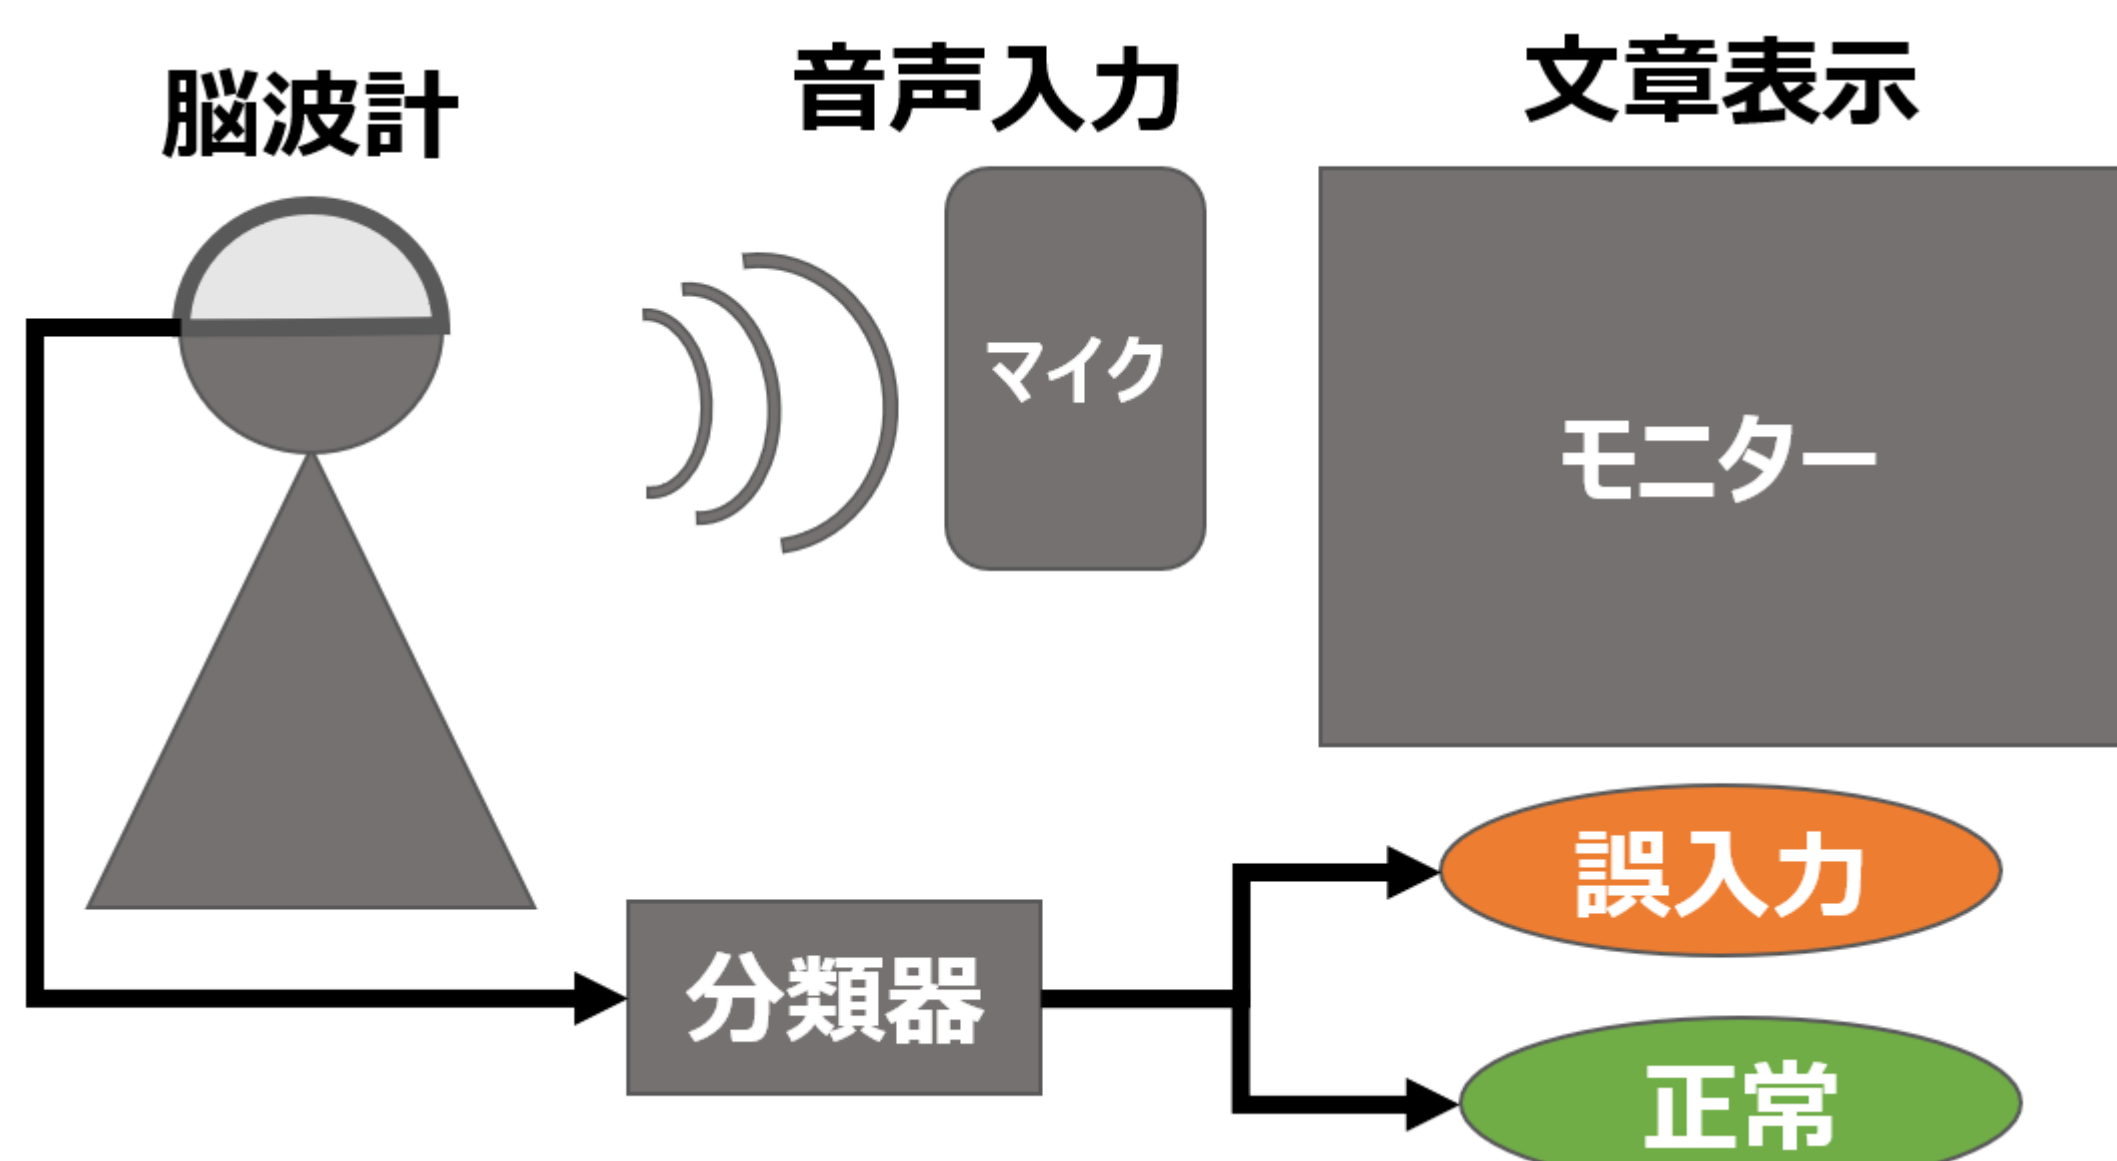 脳波計
音声入力
文章表示
マイク
モニター
誤入力
分類器
正常